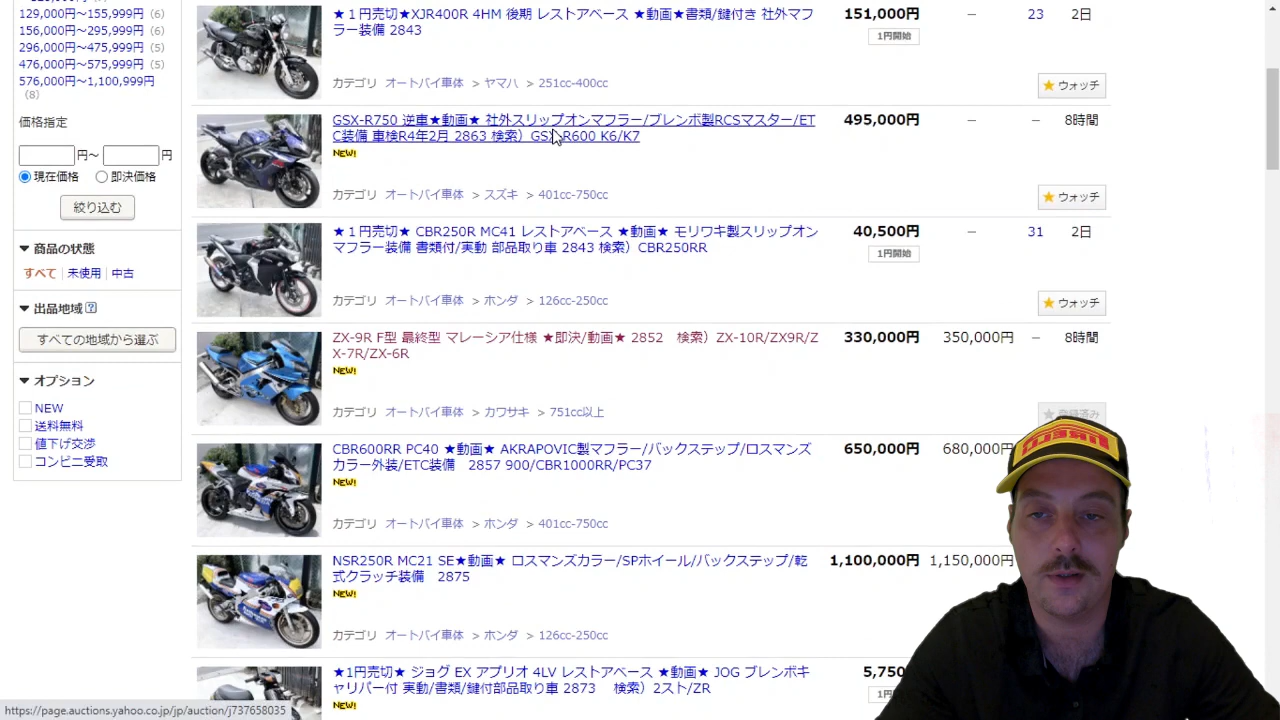 129,000円～155,999円 (6)
156,000円～295,999円 (6)
296,000円～475,999円 (5)
476,000円～575,999円 (5)
576,000円～1,100,999円
(8)
価格指定
円～ 円
現在価格 即決価格
絞り込む
商品の状態
すべて | 未使用 | 中古
出品地域 ?
すべての地域から選ぶ
オプション
NEW
送料無料
値下げ交渉
コンビニ受取
★１円売切★XJR400R 4HM 後期 レストアベース ★動画★書類/鍵付き 社外マフ
ラー装備 2843
151,000円 － 23 2日
1円開始
カテゴリ オートバイ車体 > ヤマハ > 251cc-400cc
ウォッチ
GSX-R750 逆車★動画★ 社外スリップオンマフラー/ブレンボ製RCSマスター/ET
C装備 車検R4年2月 2863 検索）GSX-R600 K6/K7
495,000円 － － 8時間
NEW!
カテゴリ オートバイ車体 > スズキ > 401cc-750cc
ウォッチ
★１円売切★ CBR250R MC41 レストアベース ★動画★ モリワキ製スリップオン
マフラー装備 書類付/実動 部品取り車 2843 検索）CBR250RR
40,500円 － 31 2日
1円開始
カテゴリ オートバイ車体 > ホンダ > 126cc-250cc
ウォッチ
ZX-9R F型 最終型 マレーシア仕様 ★即決/動画★ 2852 検索）ZX-10R/ZX9R/Z
X-7R/ZX-6R
330,000円 350,000円 － 8時間
NEW!
カテゴリ オートバイ車体 > カワサキ > 751cc以上
CBR600RR PC40 ★動画★ AKRAPOVIC製マフラー/バックステップ/ロスマンズ
カラー外装/ETC装備 2857 900/CBR1000RR/PC37
650,000円 680,000円
NEW!
カテゴリ オートバイ車体 > ホンダ > 401cc-750cc
NSR250R MC21 SE★動画★ ロスマンズカラー/SPホイール/バックステップ/乾
式クラッチ装備 2875
1,100,000円 1,150,000円
NEW!
カテゴリ オートバイ車体 > ホンダ > 126cc-250cc
★1円売切★ ジョグ EX アプリオ 4LV レストアベース ★動画★ JOG ブレンボキ
ャリパー付 実動/書類/鍵付部品取り車 2873 検索）2スト/ZR
5,750
NEW!
https://page.auctions.yahoo.co.jp/jp/auction/j737658035